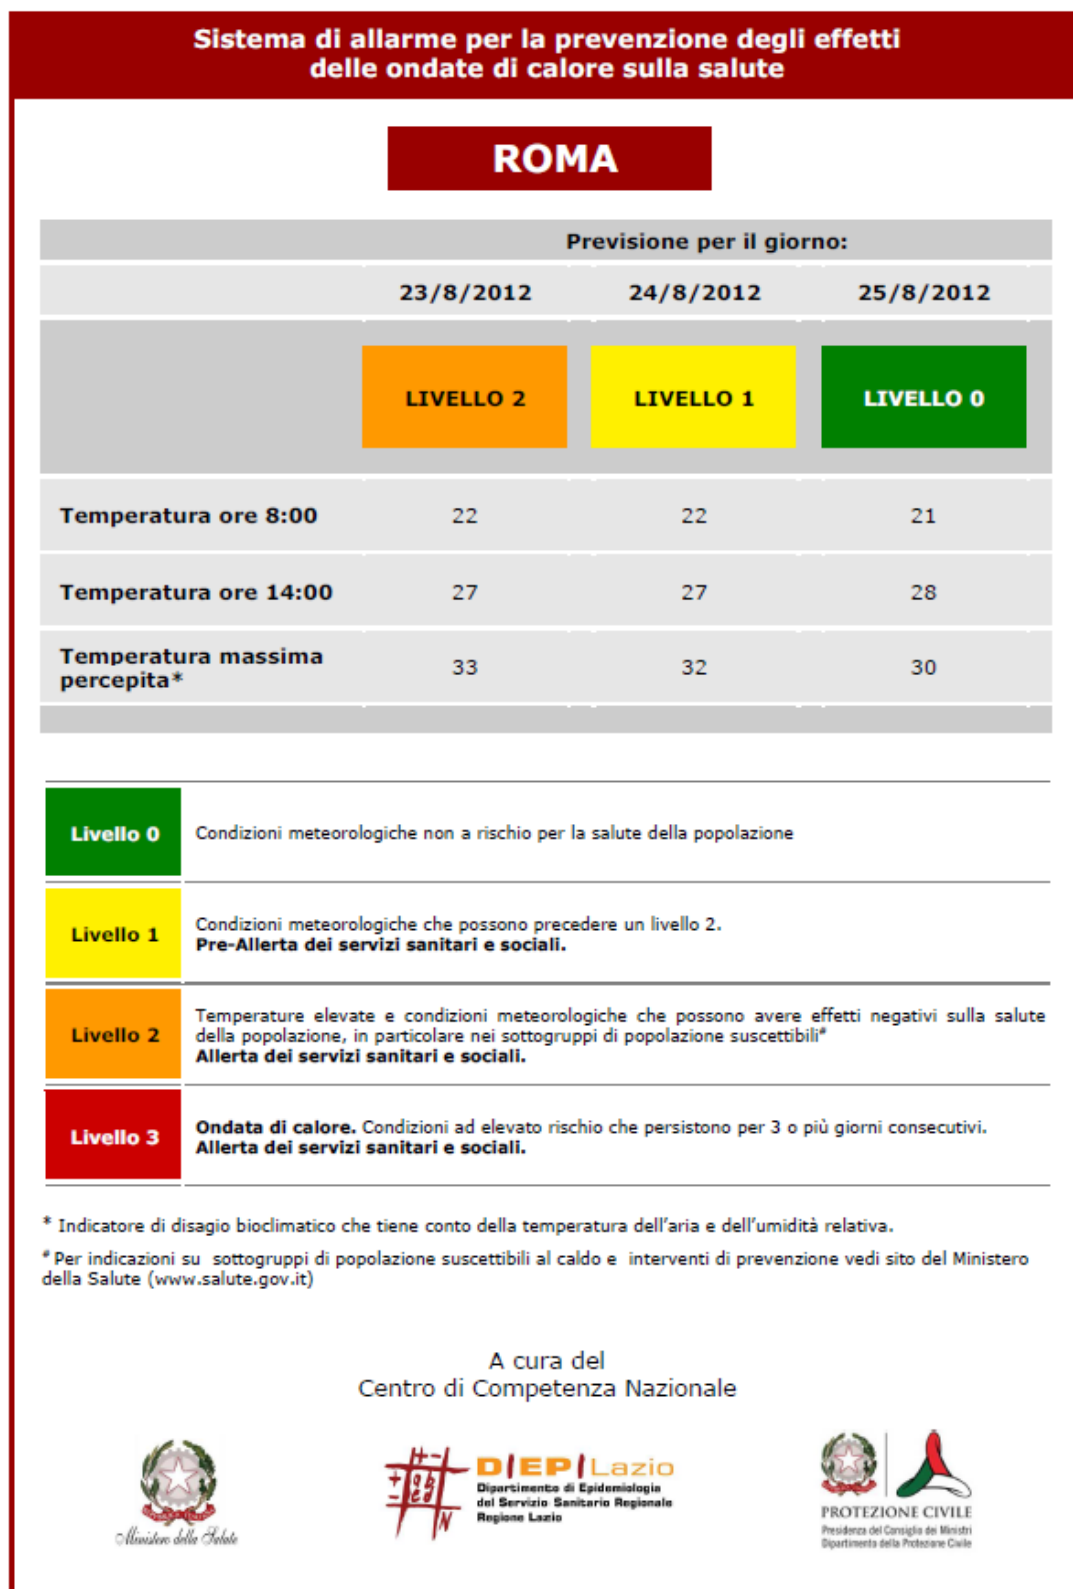 Sistema di allarme per la prevenzione degli effetti
delle ondate di calore sulla salute
ROMA
Previsione per il giorno:
23/8/2012 24/8/2012 25/8/2012
LIVELLO 2 LIVELLO 1 LIVELLO 0
Temperatura ore 8:00 22 22 21
Temperatura ore 14:00 27 27 28
Temperatura massima
percepita* 33 32 30
Livello 0 Condizioni meteorologiche non a rischio per la salute della popolazione
Livello 1 Condizioni meteorologiche che possono precedere un livello 2.
Pre-Allerta dei servizi sanitari e sociali.
Livello 2 Temperature elevate e condizioni meteorologiche che possono avere effetti negativi sulla salute
della popolazione, in particolare nei sottogruppi di popolazione suscettibili#
Allerta dei servizi sanitari e sociali.
Livello 3 Ondata di calore. Condizioni ad elevato rischio che persistono per 3 o più giorni consecutivi.
Allerta dei servizi sanitari e sociali.
* Indicatore di disagio bioclimatico che tiene conto della temperatura dell'aria e dell'umidità relativa.
# Per indicazioni su sottogruppi di popolazione suscettibili al caldo e interventi di prevenzione vedi sito del Ministero
della Salute (www.salute.gov.it)
A cura del
Centro di Competenza Nazionale
Ministero della Salute
D|EP|Lazio
Dipartimento di Epidemiologia
del Servizio Sanitario Regionale
Regione Lazio
PROTEZIONE CIVILE
Presidenza del Consiglio dei Ministri
Dipartimento della Protezione Civile